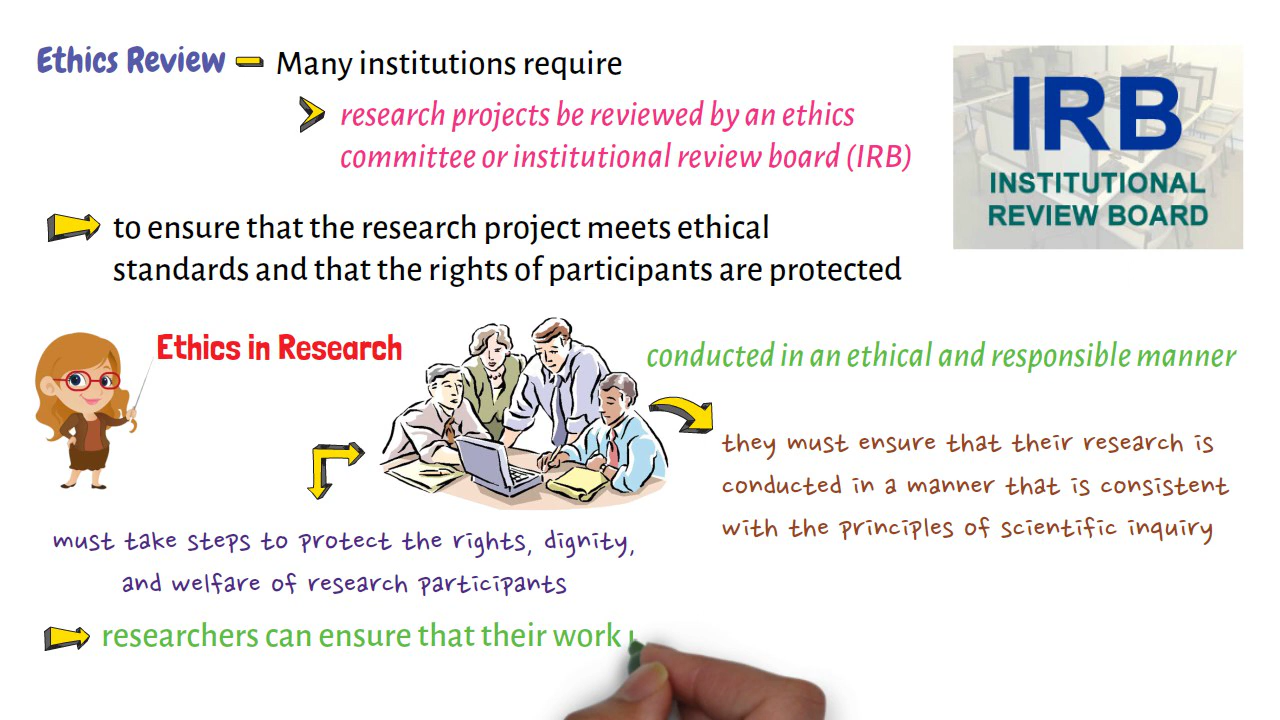 Ethics Review - Many institutions require
research projects be reviewed by an ethics
committee or institutional review board (IRB)
IRB
INSTITUTIONAL
REVIEW BOARD
to ensure that the research project meets ethical
standards and that the rights of participants are protected
Ethics in Research
conducted in an ethical and responsible manner
they must ensure that their research is
conducted in a manner that is consistent
with the principles of scientific inquiry
must take steps to protect the rights, dignity,
and welfare of research participants
researchers can ensure that their work